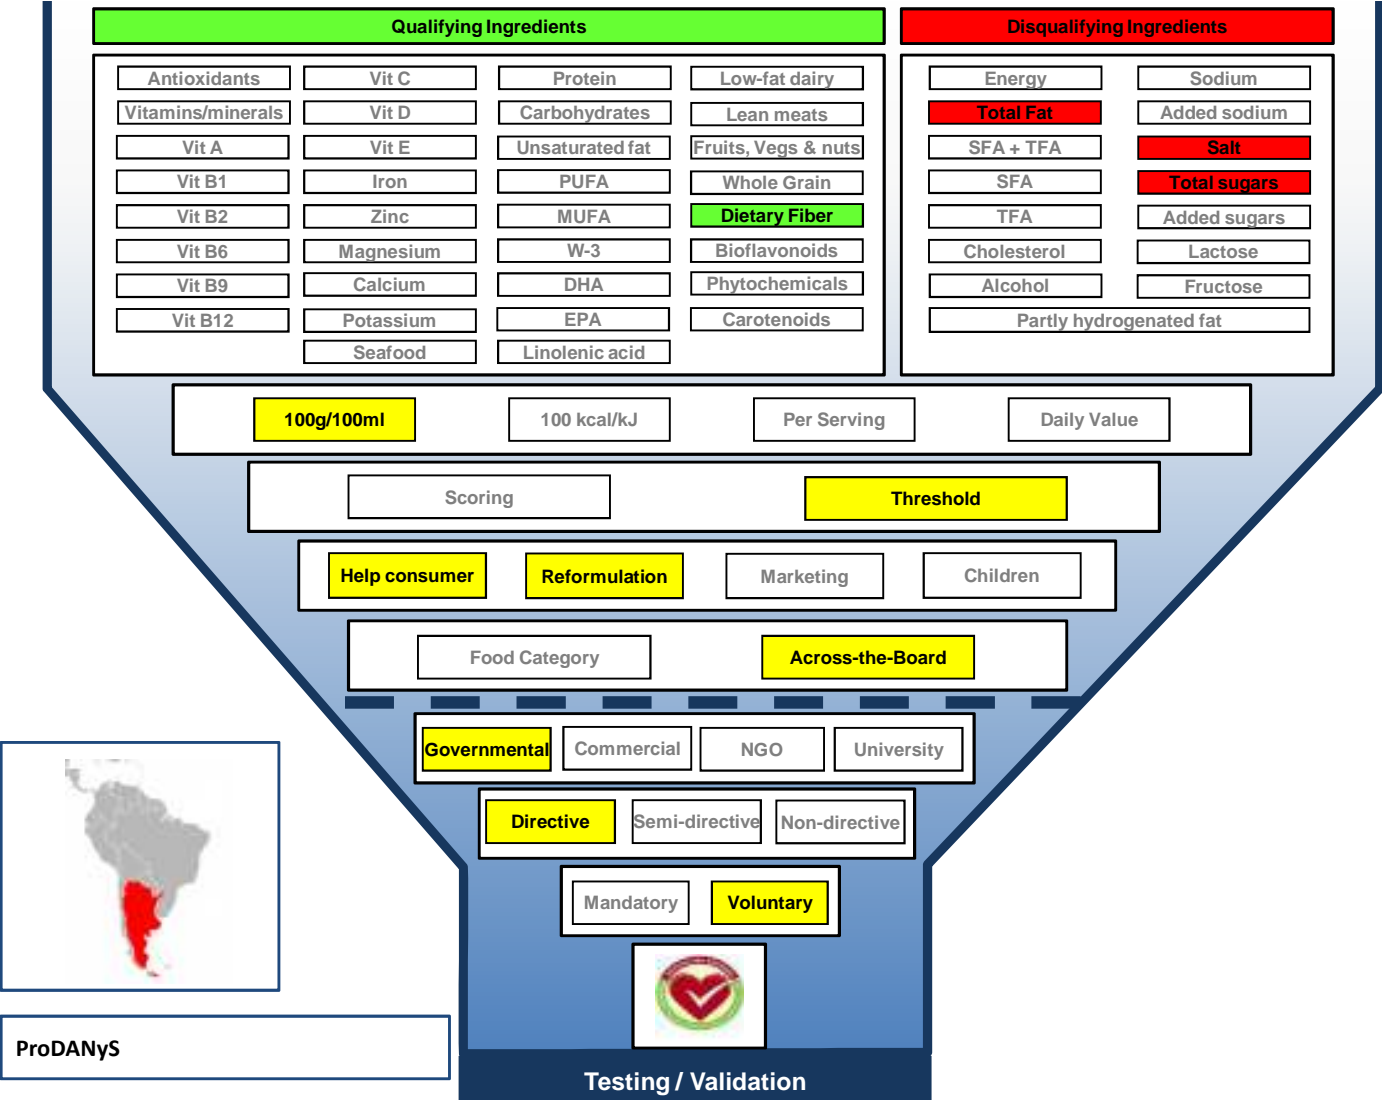 Qualifying Ingredients
Disqualifying Ingredients
Antioxidants Vit C Protein Low-fat dairy Energy Sodium
Vitamins/minerals Vit D Carbohydrates Lean meats Total Fat Added sodium
Vit A Vit E Unsaturated fat Fruits, Vegs & nuts SFA + TFA Salt
Vit B1 Iron PUFA Whole Grain SFA Total sugars
Vit B2 Zinc MUFA Dietary Fiber TFA Added sugars
Vit B6 Magnesium W-3 Bioflavonoids Cholesterol Lactose
Vit B9 Calcium DHA Phytochemicals Alcohol Fructose
Vit B12 Potassium EPA Carotenoids Partly hydrogenated fat
Seafood Linolenic acid
100g/100ml 100 kcal/kJ Per Serving Daily Value
Scoring Threshold
Help consumer Reformulation Marketing Children
Food Category Across-the-Board
Governmental Commercial NGO University
Directive Semi-directive Non-directive
Mandatory Voluntary
ProDANyS
Testing / Validation